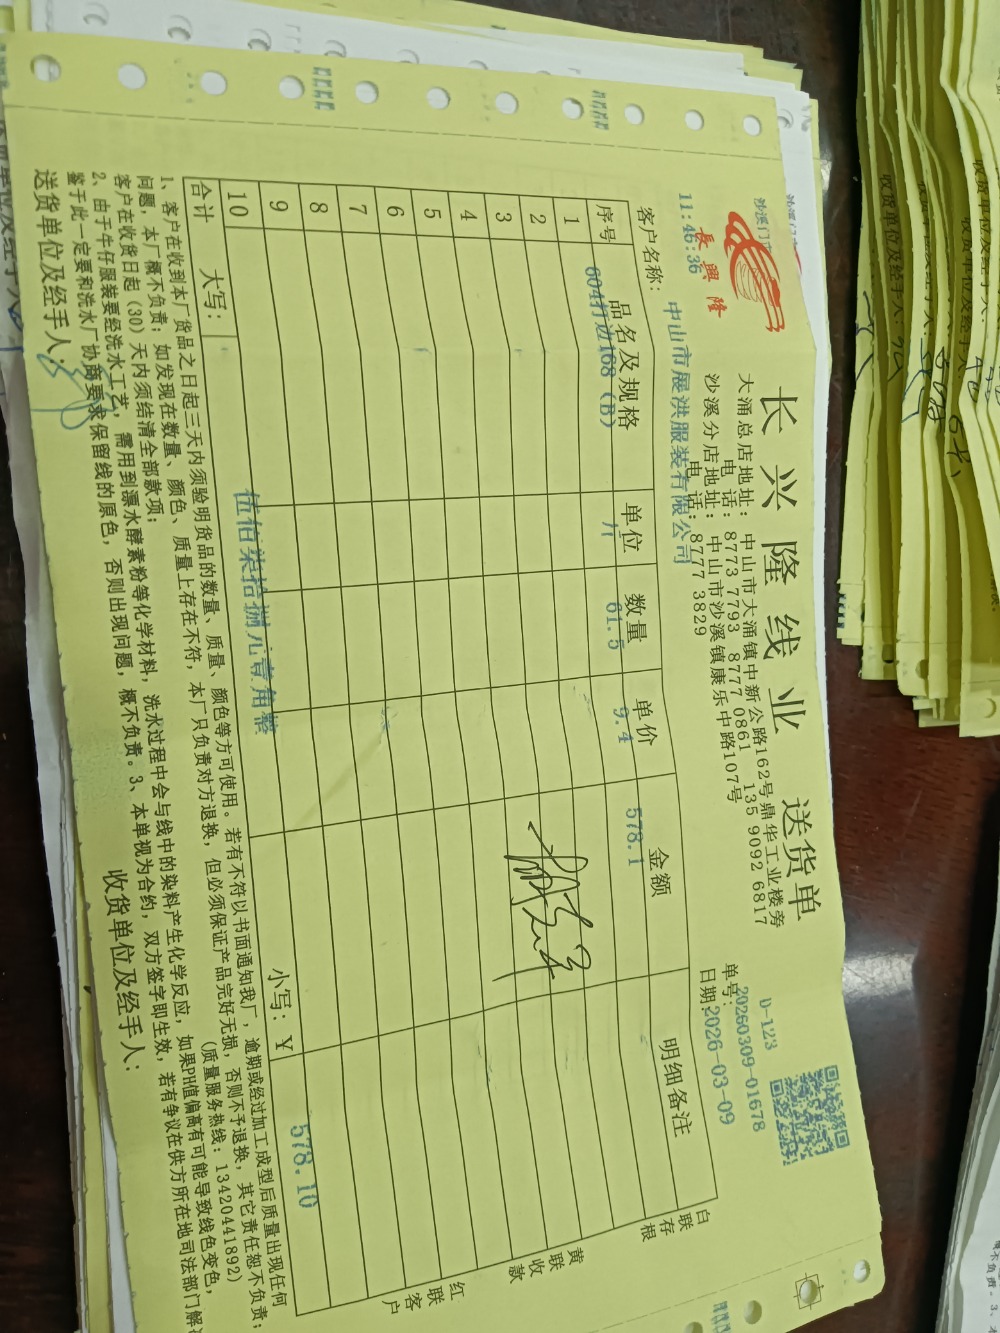 长兴隆线业 送货单
長興隆
大涌总店地址：中山市大涌镇中新公路162号鼎华工业楼旁
电 话：8773 7793 8777 0861 135 9092 6817
沙溪分店地址：中山市沙溪镇康乐中路107号
电 话：8777 3829
D-123
单号：20260309-01678
日期：2026-03-09
11:46:36
客户名称：中山市展洪服装有限公司
序号 品名及规格 单位 数量 单价 金额 明细备注
1 604打边168 (B) 斤 61.5 9.4 578.1
2
3
4
5
6
7
8
9
10
合计 大写：伍佰柒拾捌元壹角整 小写：¥ 578.10
白联存根
黄联收款
红联客户
1、客户在收到本厂货品之日起三天内须验明货品的数量、质量、颜色等方可使用。若有不符以书面通知我厂，逾期或经过加工成型后质量出现任何
问题，本厂概不负责；如发现在数量、颜色、质量上存在不符，本厂只负责对方退换，但必须保证产品完好无损，否则不予退换，其它责任恕不负责；
客户在收货日起（30）天内须结清全部款项； （质量服务热线：13420441892）
2、由于牛仔服装要经洗水工艺，需用到漂水酵素粉等化学材料，洗水过程中会与线中的染料产生化学反应，如果PH值偏高有可能导致线色变色，
鉴于此一定要和洗水厂协商要求保留线的原色，否则出现问题，概不负责。3、本单视为合约，双方签字即生效，若有争议在供方所在地司法部门解
送货单位及经手人： 收货单位及经手人：